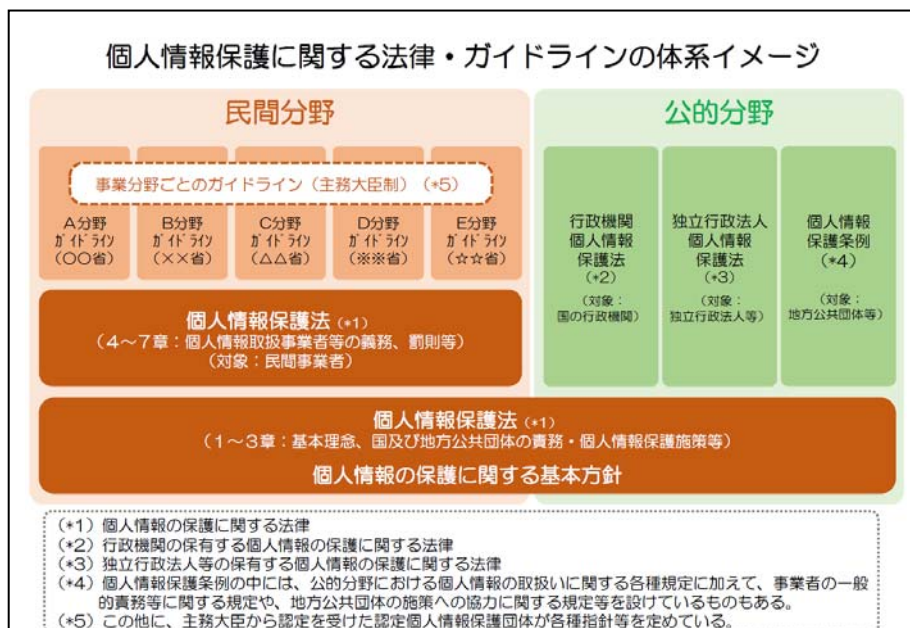 個人情報保護に関する法律・ガイドラインの体系イメージ
民間分野
公的分野
事業分野ごとのガイドライン（主務大臣制）（*5）
A分野
ガイドライン
（〇〇省）
B分野
ガイドライン
（××省）
C分野
ガイドライン
（△△省）
D分野
ガイドライン
（※※省）
E分野
ガイドライン
（☆☆省）
行政機関
個人情報
保護法
（*2）
（対象：
国の行政機関）
独立行政法人
個人情報
保護法
（*3）
（対象：
独立行政法人等）
個人情報
保護条例
（*4）
（対象：
地方公共団体等）
個人情報保護法（*1）
（4～7章：個人情報取扱事業者等の義務、罰則等）
（対象：民間事業者）
個人情報保護法（*1）
（1～3章：基本理念、国及び地方公共団体の責務・個人情報保護施策等）
個人情報の保護に関する基本方針
（*1）個人情報の保護に関する法律
（*2）行政機関の保有する個人情報の保護に関する法律
（*3）独立行政法人等の保有する個人情報の保護に関する法律
（*4）個人情報保護条例の中には、公的分野における個人情報の取扱いに関する各種規定に加えて、事業者の一般
的責務等に関する規定や、地方公共団体の施策への協力に関する規定等を設けているものもある。
（*5）この他に、主務大臣から認定を受けた認定個人情報保護団体が各種指針等を定めている。